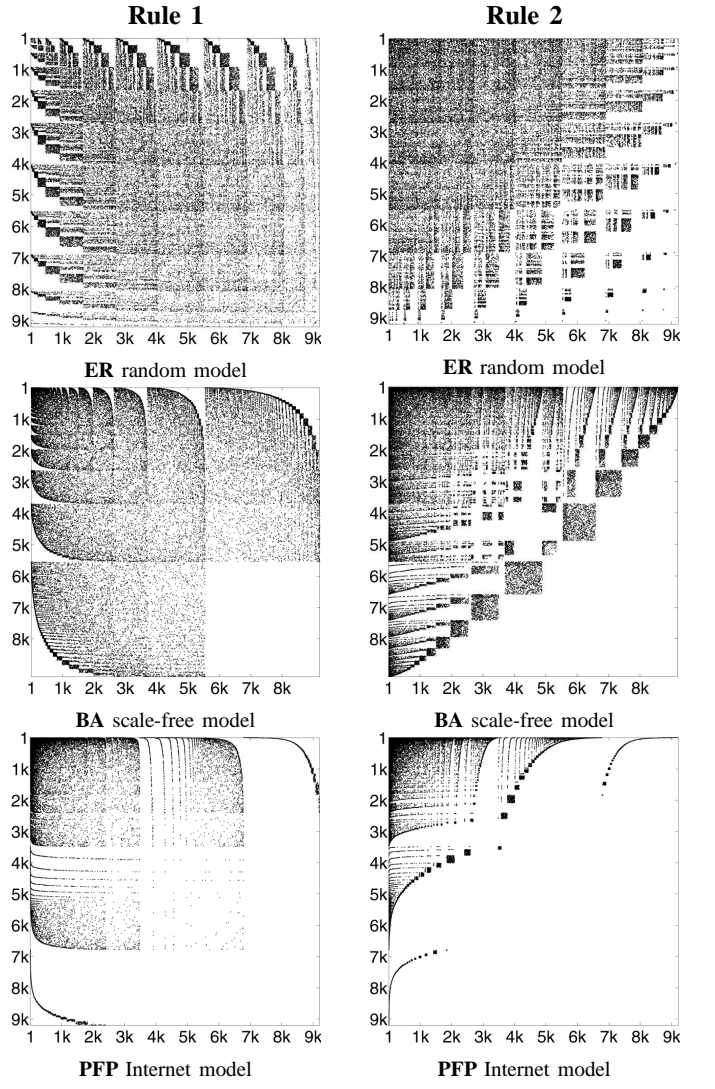 Rule 1
Rule 2
1
1k
2k
3k
4k
5k
6k
7k
8k
9k
1 1k 2k 3k 4k 5k 6k 7k 8k 9k
1
1k
2k
3k
4k
5k
6k
7k
8k
9k
1 1k 2k 3k 4k 5k 6k 7k 8k 9k
ER random model
ER random model
1
1k
2k
3k
4k
5k
6k
7k
8k
1 1k 2k 3k 4k 5k 6k 7k 8k
1
1k
2k
3k
4k
5k
6k
7k
8k
1 1k 2k 3k 4k 5k 6k 7k 8k
BA scale-free model
BA scale-free model
1
1k
2k
3k
4k
5k
6k
7k
8k
9k
1 1k 2k 3k 4k 5k 6k 7k 8k 9k
1
1k
2k
3k
4k
5k
6k
7k
8k
9k
1 1k 2k 3k 4k 5k 6k 7k 8k 9k
PFP Internet model
PFP Internet model